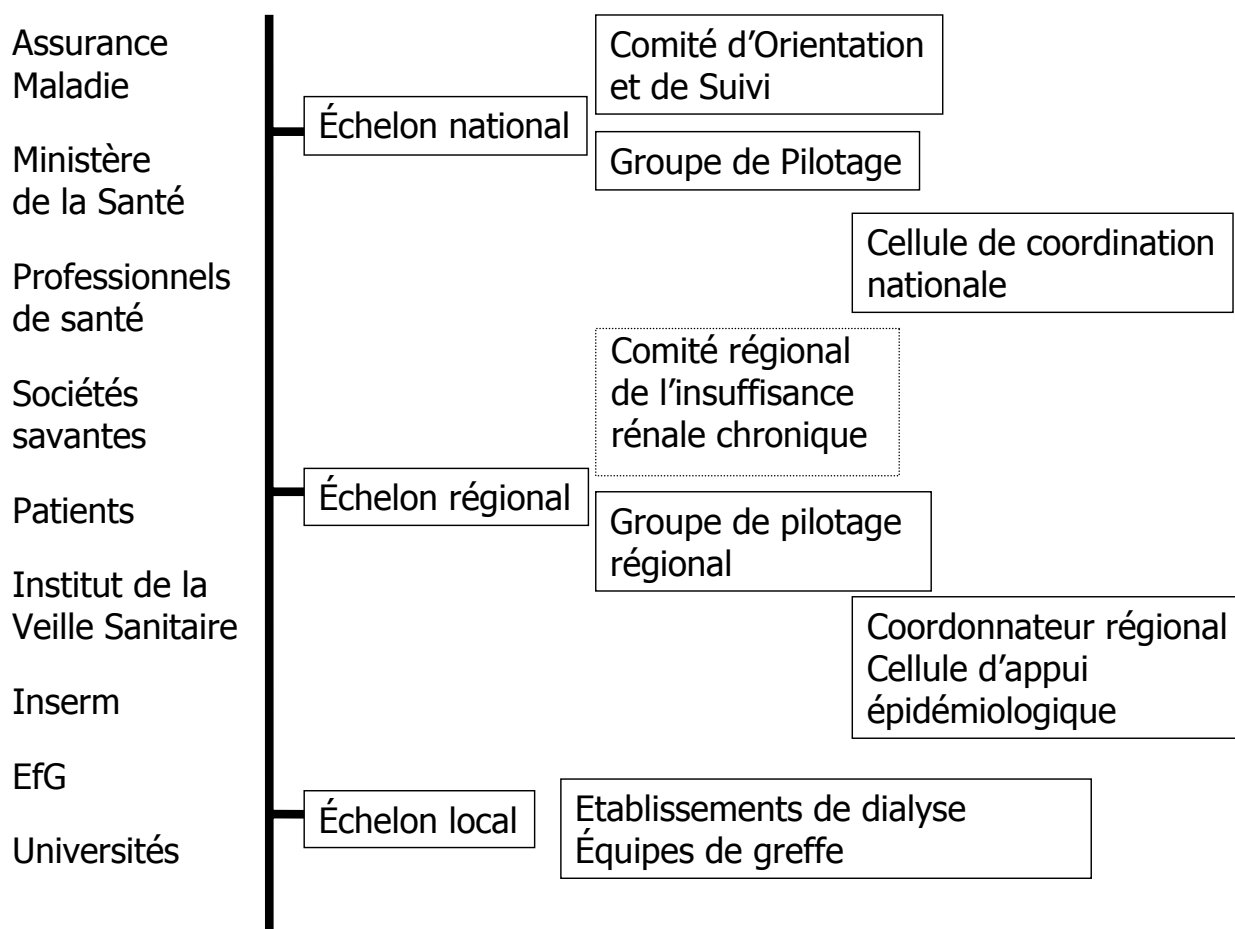 Assurance
Maladie
Ministère
de la Santé
Professionnels
de santé
Sociétés
savantes
Patients
Institut de la
Veille Sanitaire
Inserm
EfG
Universités
Échelon national
Comité d’Orientation
et de Suivi
Groupe de Pilotage
Cellule de coordination
nationale
Échelon régional
Comité régional
de l’insuffisance
rénale chronique
Groupe de pilotage
régional
Coordonnateur régional
Cellule d’appui
épidémiologique
Échelon local
Etablissements de dialyse
Équipes de greffe